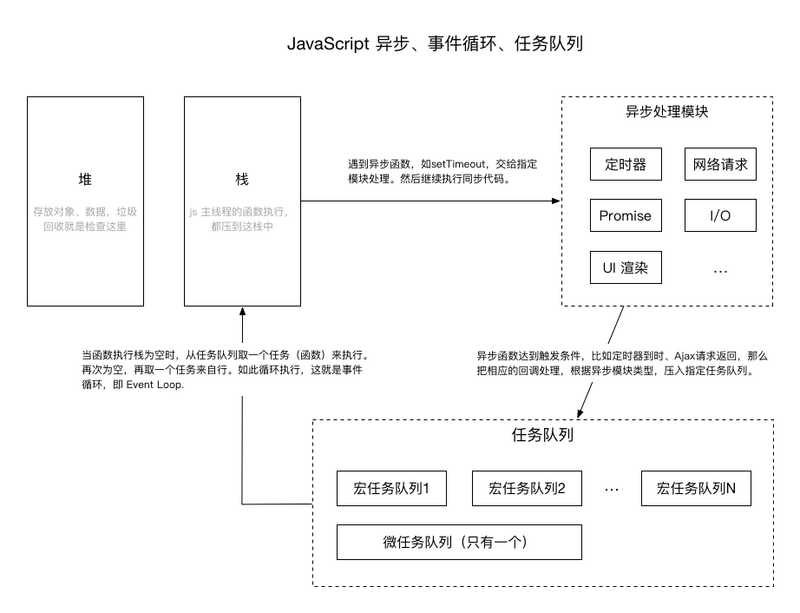 JavaScript 异步、事件循环、任务队列
堆
存放对象、数据，垃圾
回收就是检查这里
栈
js 主线程的函数执行，
都压到这栈中
遇到异步函数，如setTimeout，交给指定
模块处理。然后继续执行同步代码。
异步处理模块
定时器
网络请求
Promise
I/O
UI 渲染
...
当函数执行栈为空时，从任务队列取一个任务（函数）来执行。
再次为空，再取一个任务来自行。如此循环执行，这就是事件
循环，即 Event Loop.
异步函数达到触发条件，比如定时器到时、Ajax请求返回，那么
把相应的回调处理，根据异步模块类型，压入指定任务队列。
任务队列
宏任务队列1
宏任务队列2
...
宏任务队列N
微任务队列（只有一个）